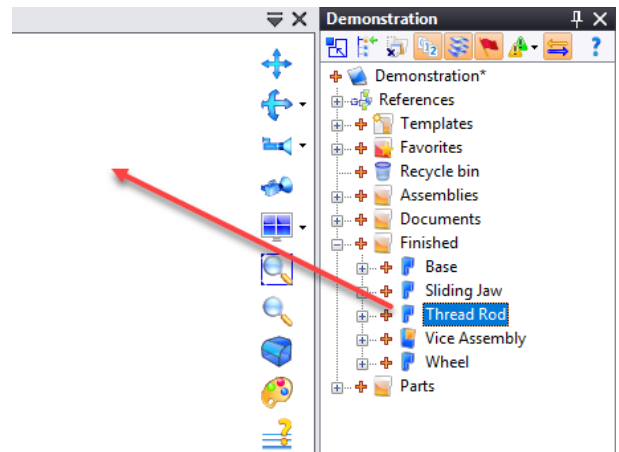 Demonstration
Demonstration*
References
Templates
Favorites
Recycle bin
Assemblies
Documents
Finished
Base
Sliding Jaw
Thread Rod
Vice Assembly
Wheel
Parts